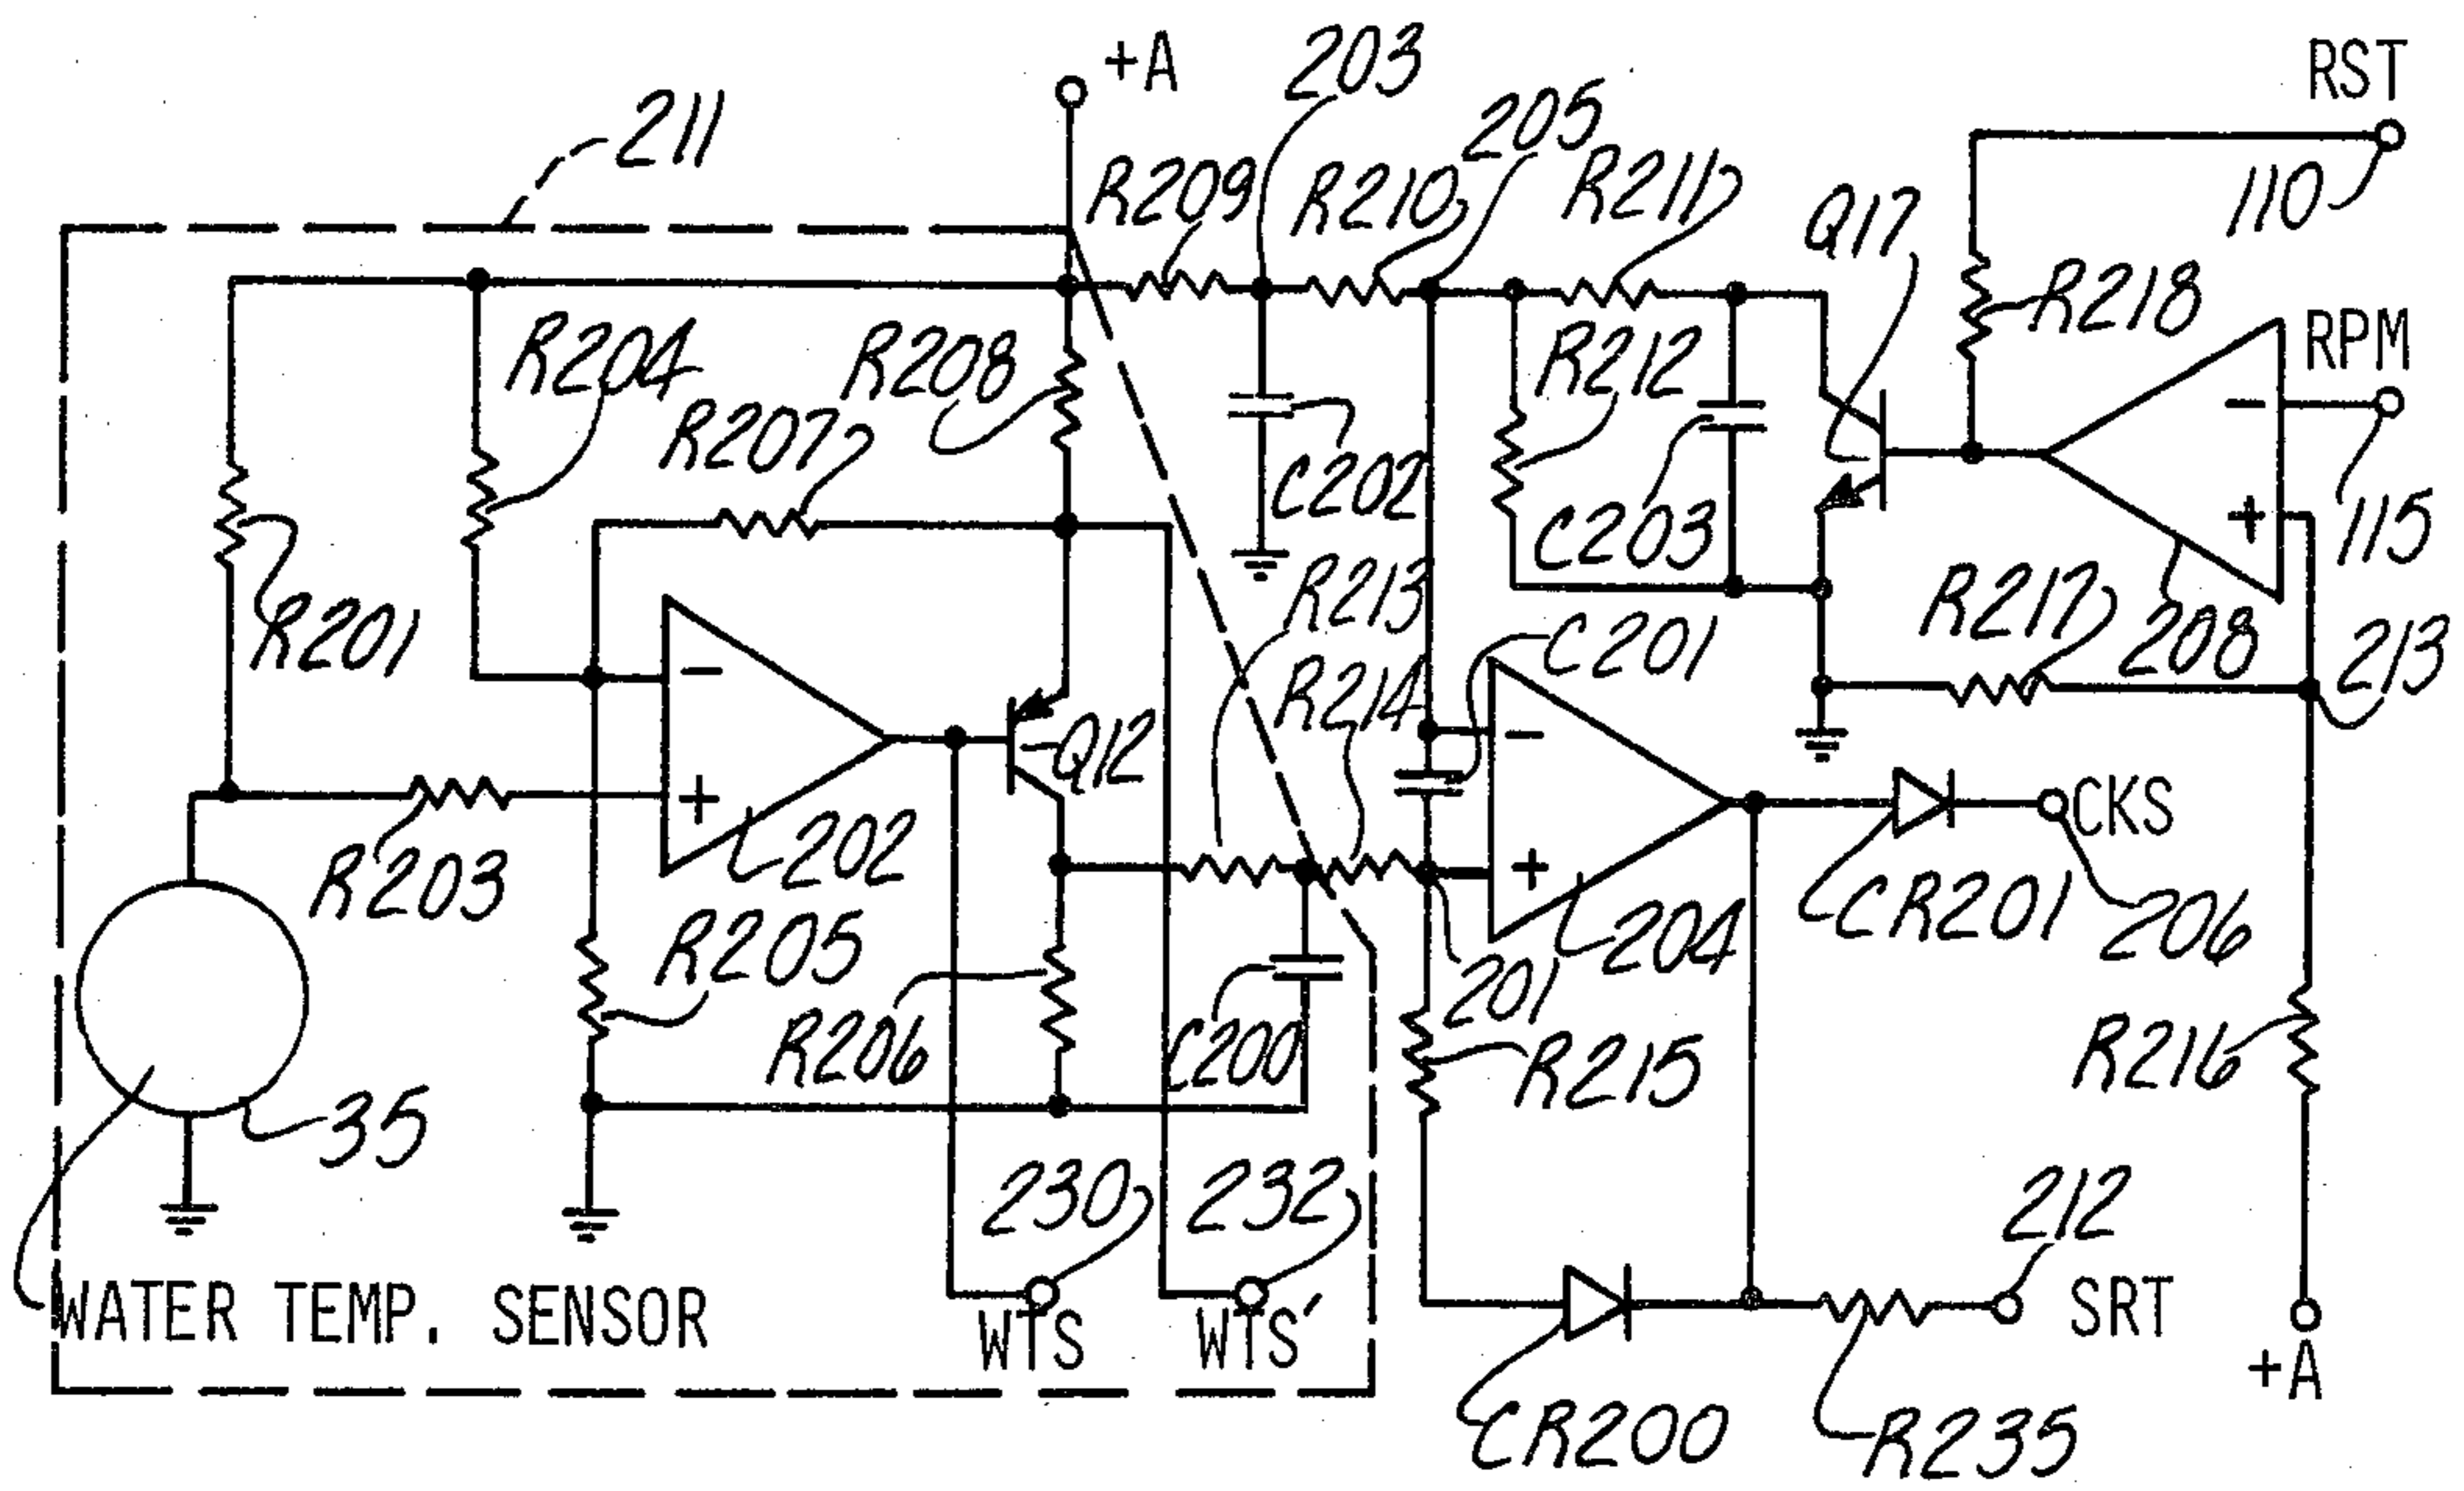 +A
203
RST
211
205
R209
R210
R211
Q17
110
R218
RPM
R204
R208
R212
R207
C202
C203
115
R213
R217
208
213
R201
C201
R214
Q12
CKS
202
R203
CR201
206
R205
204
201
R206
C200
R215
R216
35
230
232
212
WATER TEMP. SENSOR
WTS
WTS'
SRT
+A
CR200
R235
-
+
-
+
-
+